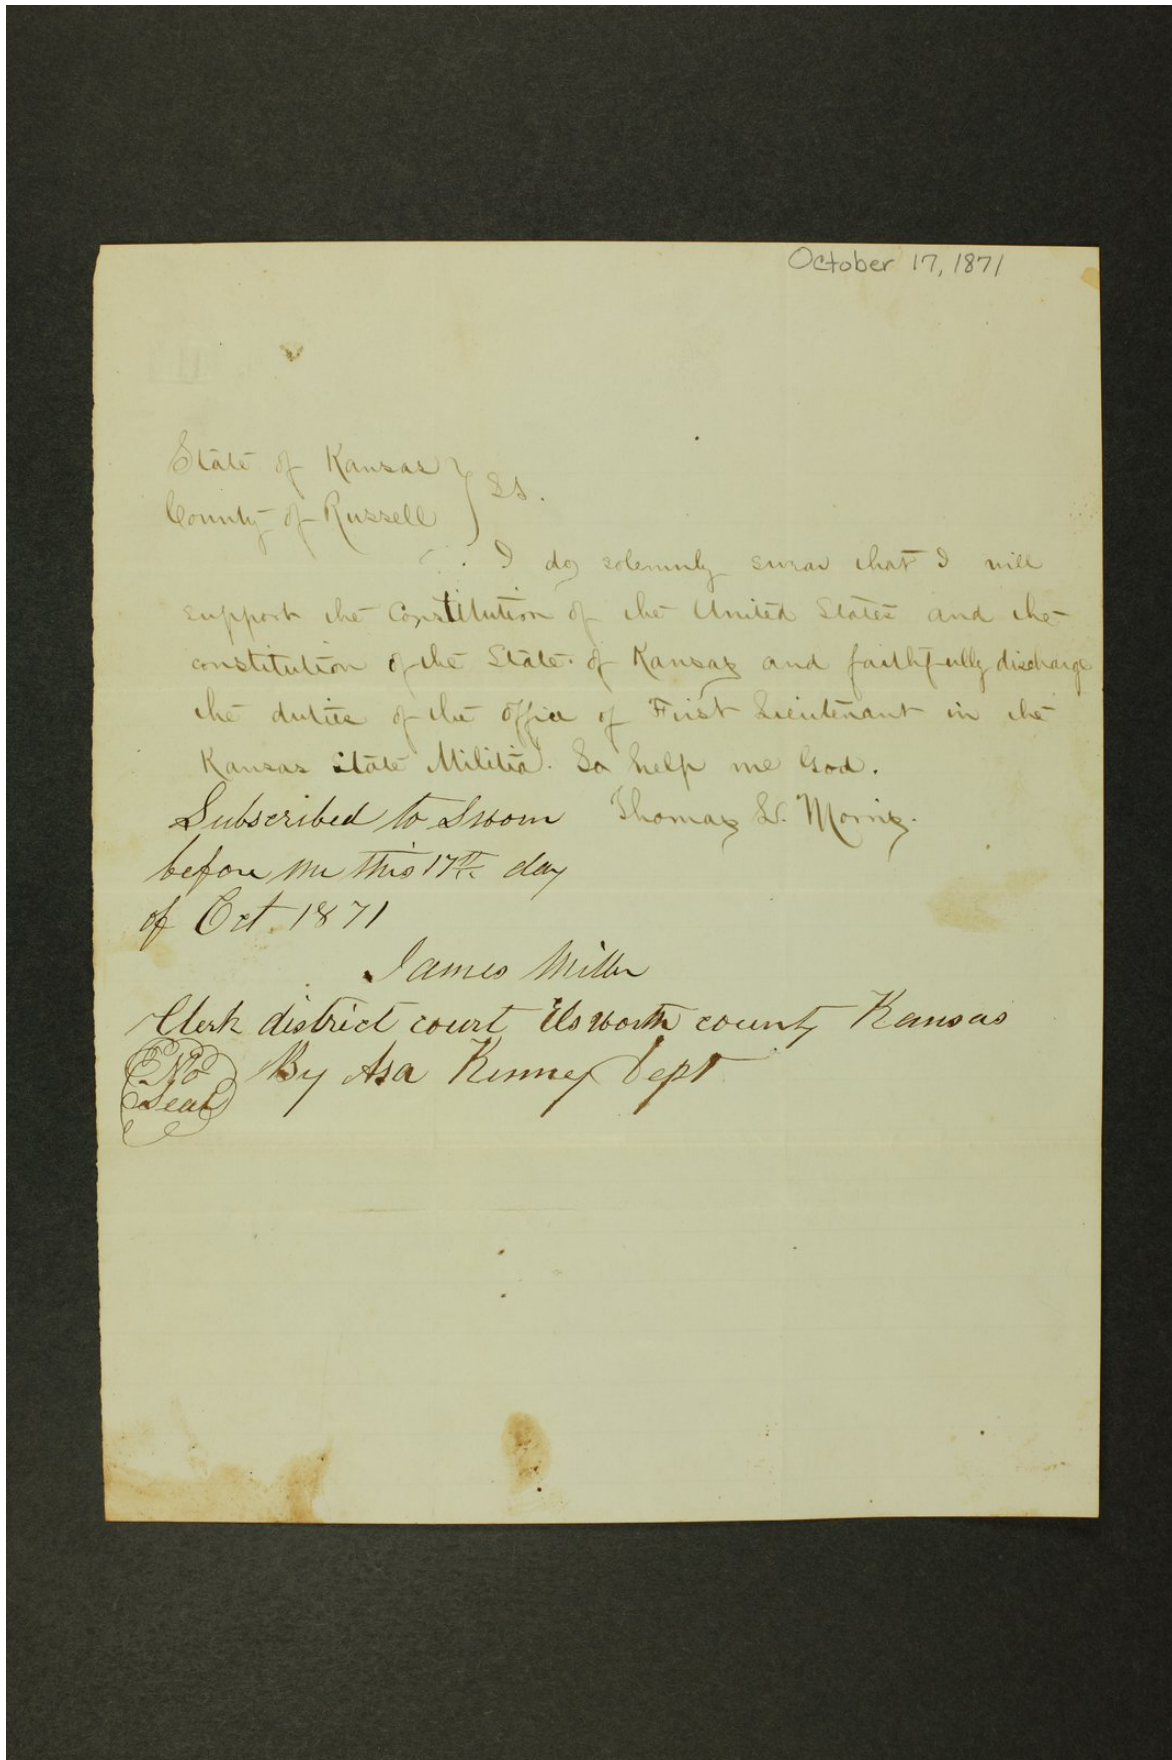 October 17, 1871
State of Kansas } SS.
County of Russell
I do solemnly swear that I will
support the Constitution of the United States and the
constitution of the State of Kansas and faithfully discharge
the duties of the office of First Lieutenant in the
Kansas State Militia. So help me God.
Thomas L. Morris.
Subscribed to Sworn
before me this 17th day
of Oct. 1871
James Miller
Clerk district court Elsworth county Kansas
No By Asa Kinney Dept
Seal